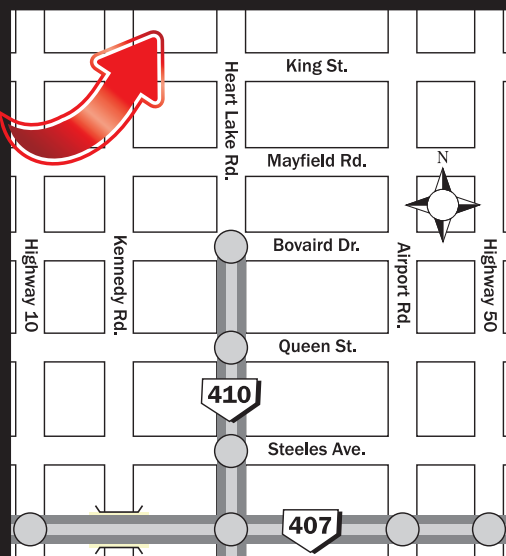 King St.
Heart Lake Rd.
Mayfield Rd.
N
Bovaird Dr.
Highway 10
Kennedy Rd.
Airport Rd.
Highway 50
Queen St.
410
Steeles Ave.
407